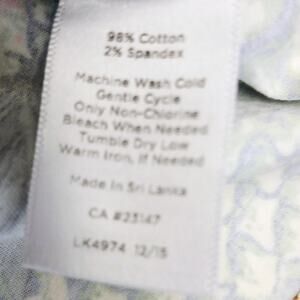 98% Cotton
2% Spandex
Machine Wash Cold
Gentle Cycle
Only Non-Chlorine
Bleach When Needed
Tumble Dry Low
Warm Iron, If Needed
Made in Sri Lanka
CA #23147
LK4974 12/15